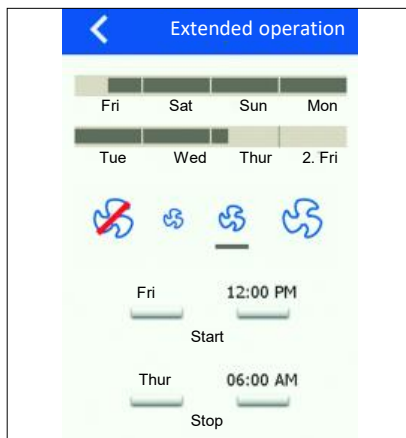 Extended operation
Fri Sat Sun Mon
Tue Wed Thur 2. Fri
Fri 12:00 PM
Start
Thur 06:00 AM
Stop